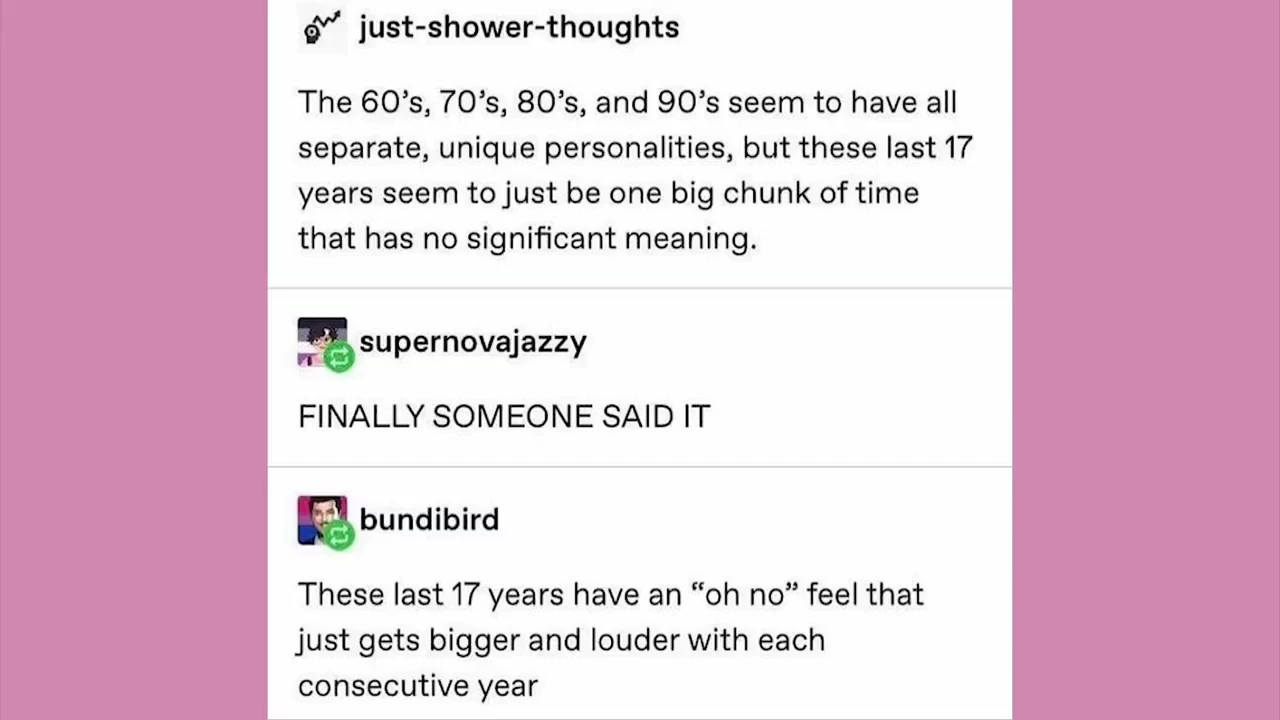 just-shower-thoughts
The 60’s, 70’s, 80’s, and 90’s seem to have all
separate, unique personalities, but these last 17
years seem to just be one big chunk of time
that has no significant meaning.
supernovajazzy
FINALLY SOMEONE SAID IT
bundibird
These last 17 years have an “oh no” feel that
just gets bigger and louder with each
consecutive year